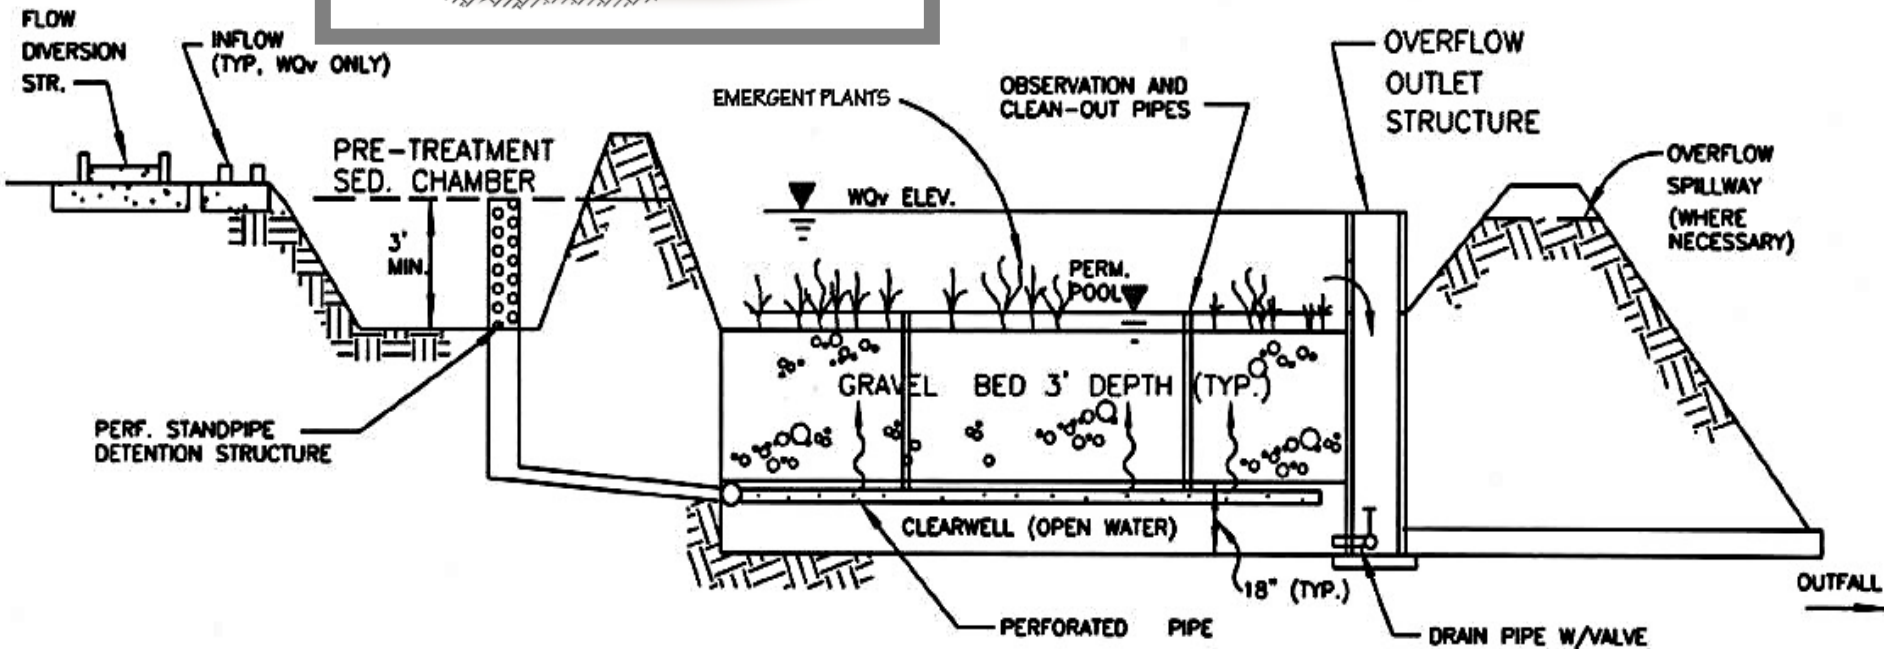 FLOW
DIVERSION
STR.
INFLOW
(TYP, WQv ONLY)
PRE-TREATMENT
SED. CHAMBER
3'
MIN.
PERF. STANDPIPE
DETENTION STRUCTURE
EMERGENT PLANTS
WQv ELEV.
OBSERVATION AND
CLEAN-OUT PIPES
PERM.
POOL
OVERFLOW
OUTLET
STRUCTURE
OVERFLOW
SPILLWAY
(WHERE
NECESSARY)
GRAVEL BED 3' DEPTH (TYP.)
CLEARWELL (OPEN WATER)
18" (TYP.)
PERFORATED PIPE
DRAIN PIPE W/VALVE
OUTFALL